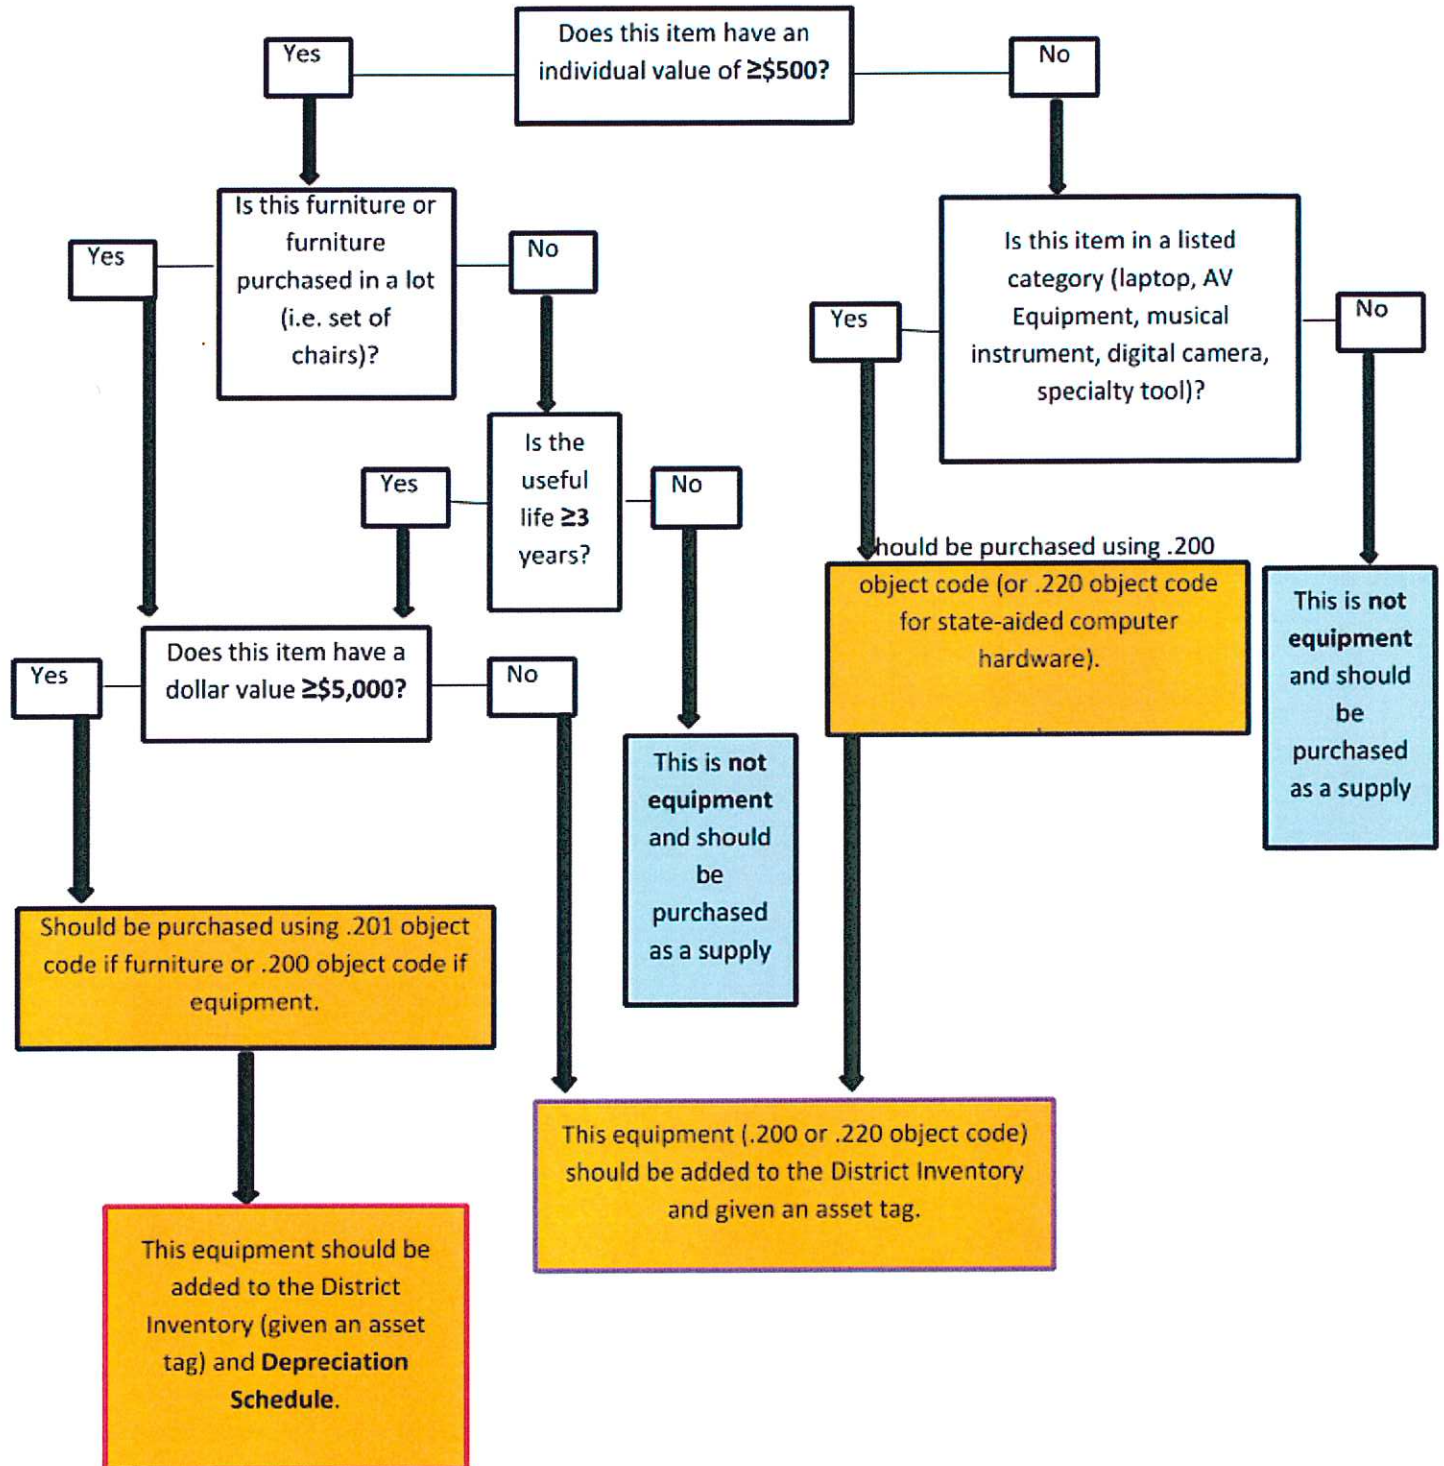 Does this item have an
individual value of ≥$500?
Yes
No
Is this furniture or
furniture
purchased in a lot
(i.e. set of
chairs)?
Yes
No
Is this item in a listed
category (laptop, AV
Equipment, musical
instrument, digital camera,
specialty tool)?
Yes
No
Is the
useful
life ≥3
years?
Yes
No
hould be purchased using .200
object code (or .220 object code
for state-aided computer
hardware).
This is not
equipment
and should
be
purchased
as a supply
Does this item have a
dollar value ≥$5,000?
Yes
No
This is not
equipment
and should
be
purchased
as a supply
Should be purchased using .201 object
code if furniture or .200 object code if
equipment.
This equipment (.200 or .220 object code)
should be added to the District Inventory
and given an asset tag.
This equipment should be
added to the District
Inventory (given an asset
tag) and Depreciation
Schedule.